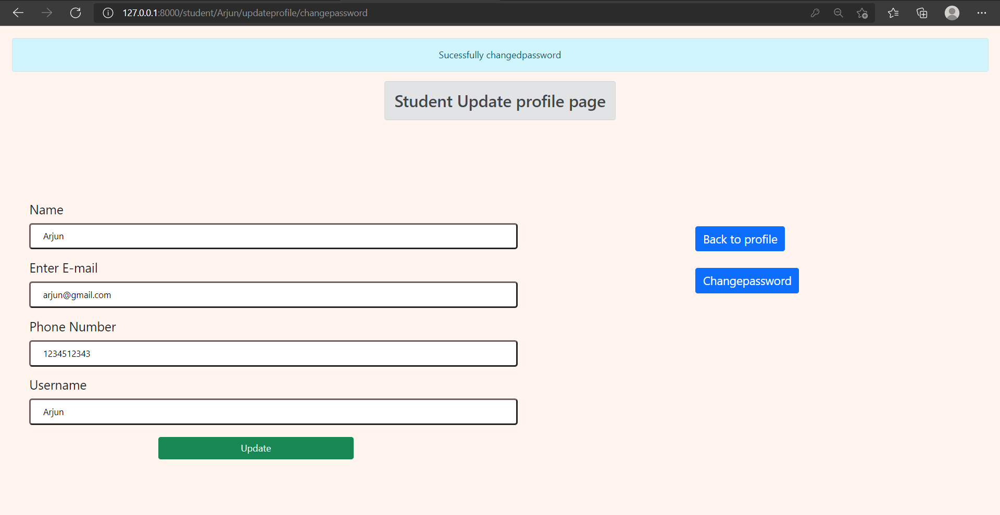 127.0.0.1:8000/student/Arjun/updateprofile/changepassword
Sucessfully changedpassword
Student Update profile page
Name
Arjun
Back to profile
Enter E-mail
Changepassword
arjun@gmail.com
Phone Number
1234512343
Username
Arjun
Update